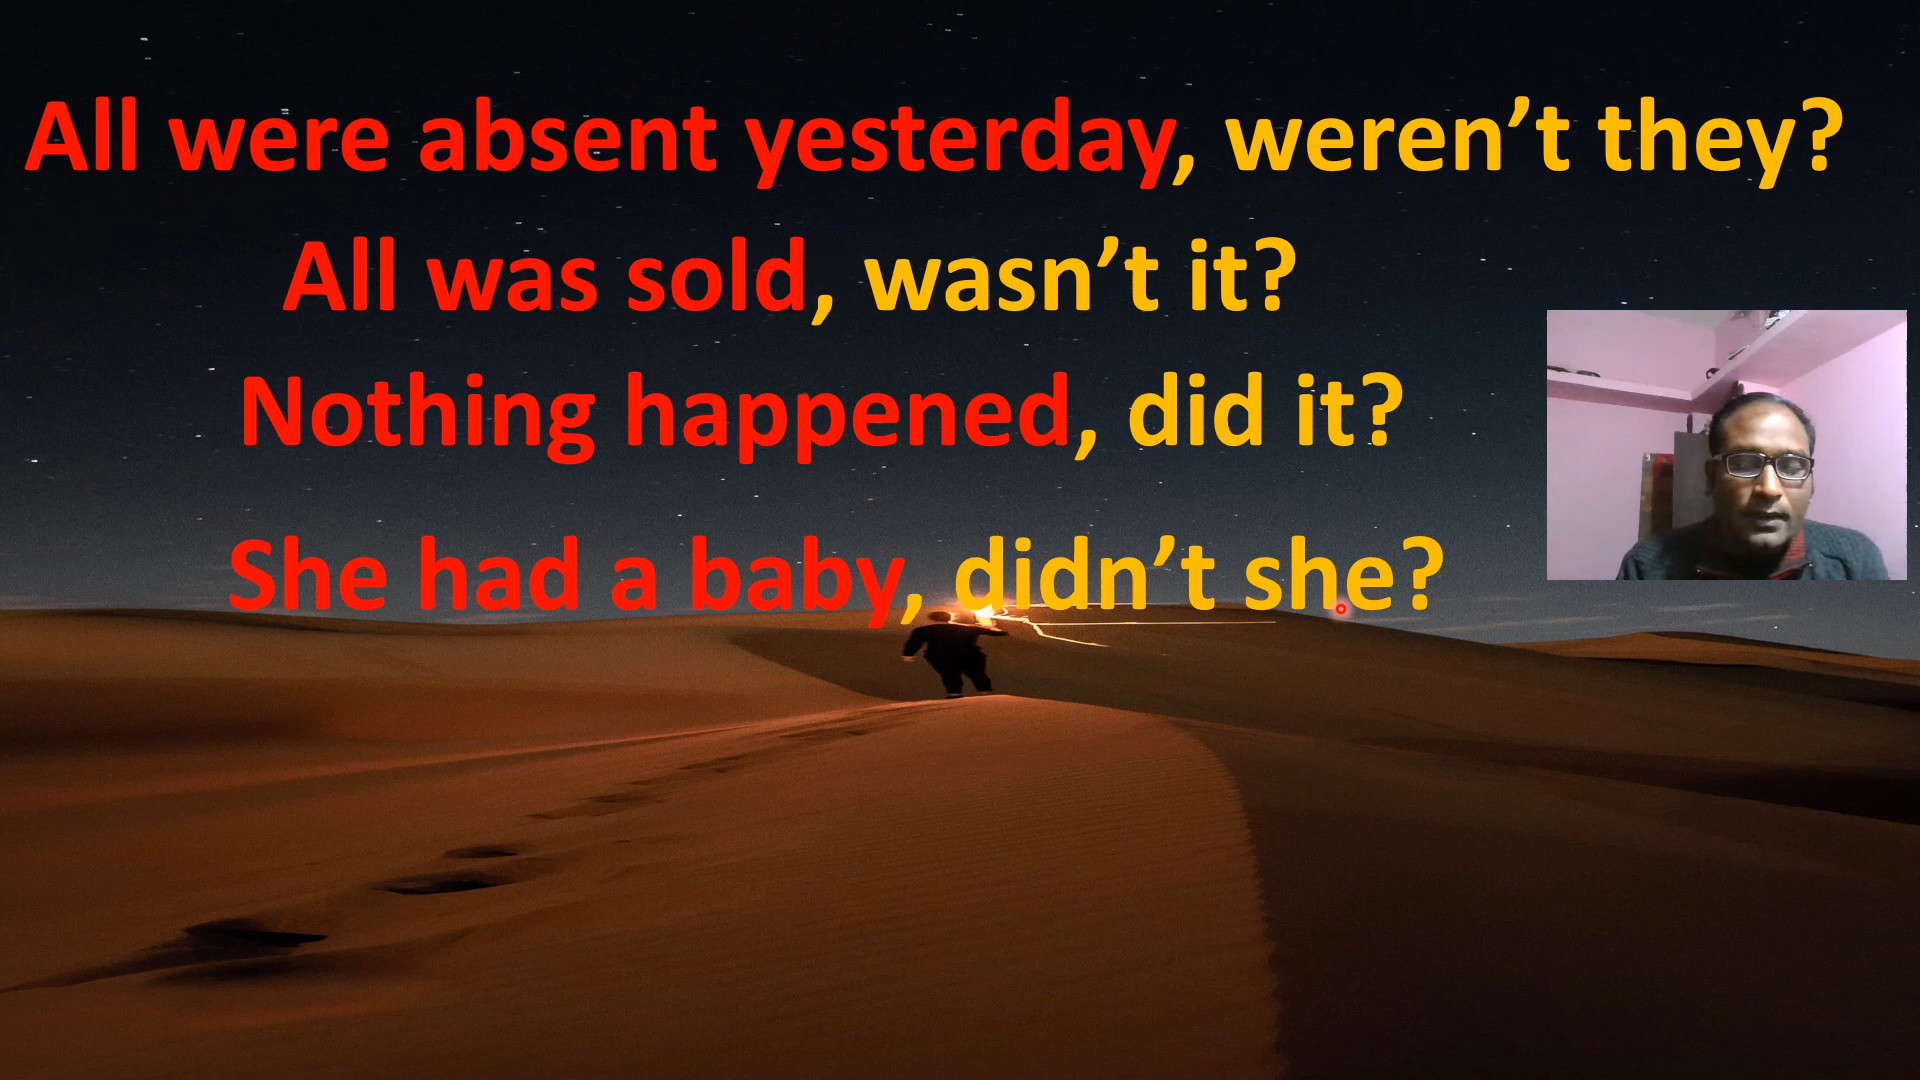 All were absent yesterday, weren’t they?
All was sold, wasn’t it?
Nothing happened, did it?
She had a baby, didn’t she?